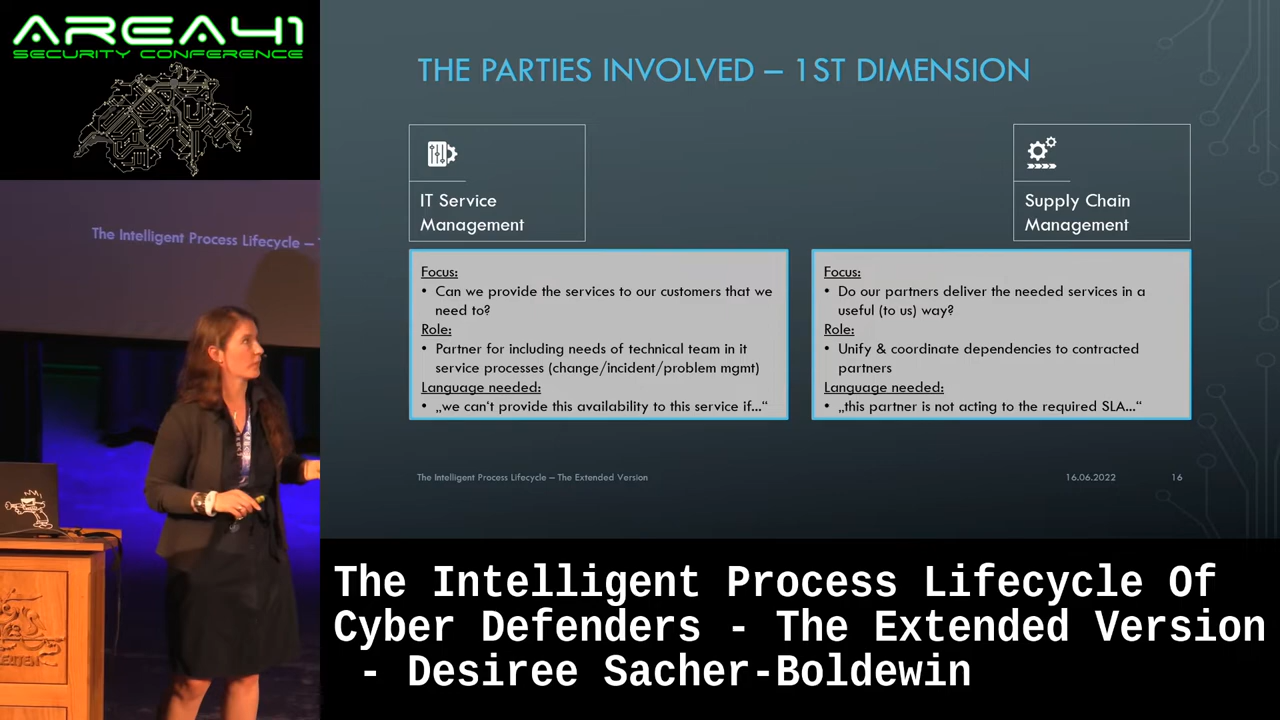 AREA41
SECURITY CONFERENCE
The Intelligent Process Lifecycle –
THE PARTIES INVOLVED – 1ST DIMENSION
IT Service
Management
Supply Chain
Management
Focus:
• Can we provide the services to our customers that we
need to?
Role:
• Partner for including needs of technical team in it
service processes (change/incident/problem mgmt)
Language needed:
• „we can‘t provide this availability to this service if...“
Focus:
• Do our partners deliver the needed services in a
useful (to us) way?
Role:
• Unify & coordinate dependencies to contracted
partners
Language needed:
• „this partner is not acting to the required SLA...“
The Intelligent Process Lifecycle – The Extended Version
16.06.2022
16
The Intelligent Process Lifecycle Of
Cyber Defenders - The Extended Version
- Desiree Sacher-Boldewin